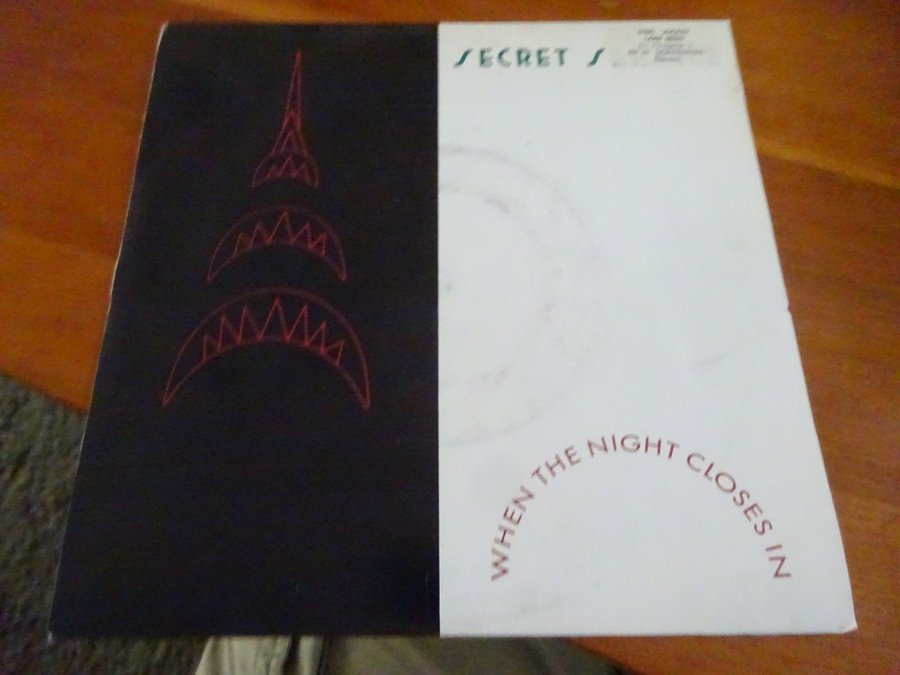 SECRET S
WHEN THE NIGHT CLOSES IN